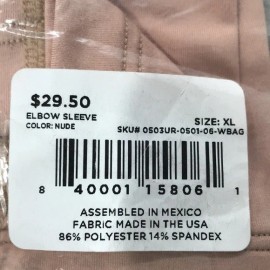 $29.50
ELBOW SLEEVE
COLOR: NUDE
SIZE: XL
SKU# 0503UR-0501-06-WBAG
8 40001 15806 1
ASSEMBLED IN MEXICO
FABRIC MADE IN THE USA
86% POLYESTER 14% SPANDEX